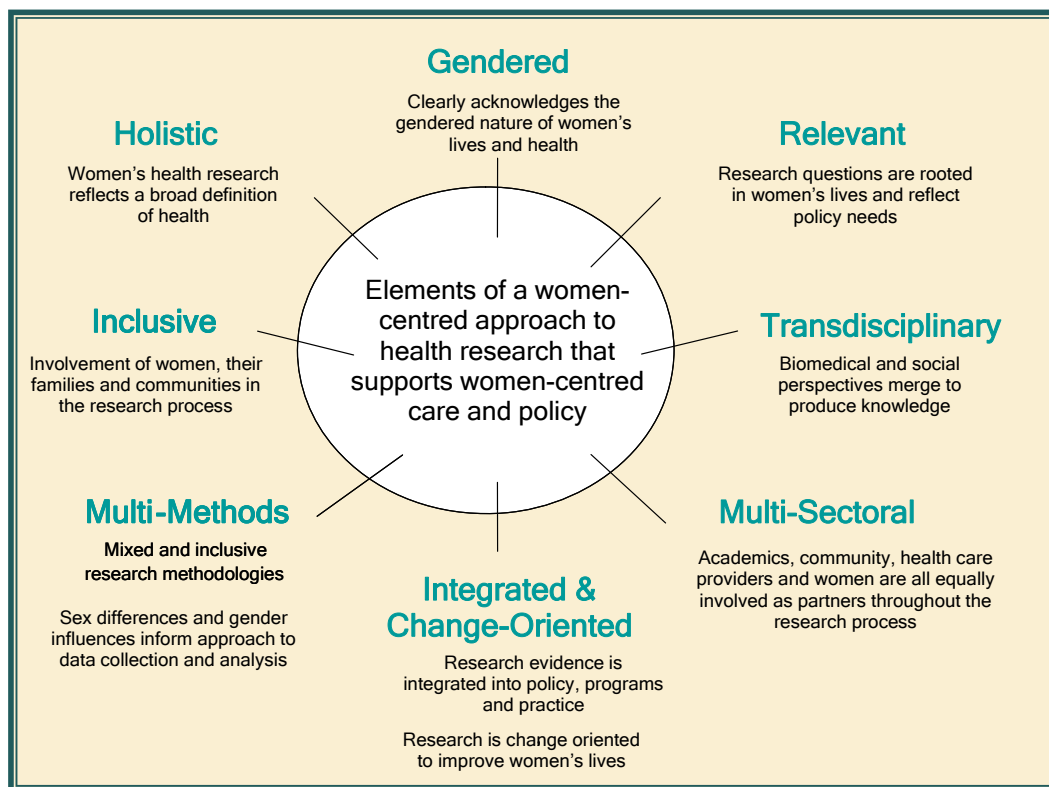 Gendered
Clearly acknowledges the
gendered nature of women's
lives and health
Holistic
Women's health research
reflects a broad definition
of health
Relevant
Research questions are rooted
in women's lives and reflect
policy needs
Elements of a women-
centred approach to
health research that
supports women-centred
care and policy
Inclusive
Involvement of women, their
families and communities in
the research process
Transdisciplinary
Biomedical and social
perspectives merge to
produce knowledge
Multi-Methods
Mixed and inclusive
research methodologies
Sex differences and gender
influences inform approach to
data collection and analysis
Integrated &
Change-Oriented
Research evidence is
integrated into policy, programs
and practice
Research is change oriented
to improve women's lives
Multi-Sectoral
Academics, community, health care
providers and women are all equally
involved as partners throughout the
research process